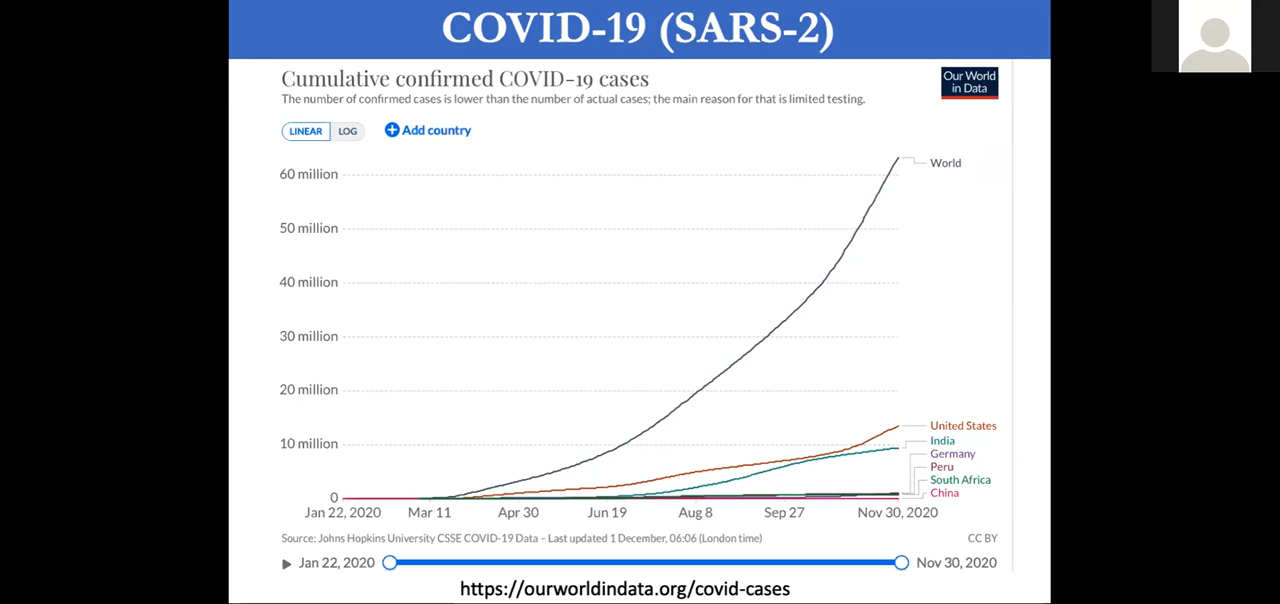 COVID-19 (SARS-2)
Cumulative confirmed COVID-19 cases
The number of confirmed cases is lower than the number of actual cases; the main reason for that is limited testing.
Our World
in Data
LINEAR LOG Add country
60 million
50 million
40 million
30 million
20 million
10 million
0
World
United States
India
Germany
Peru
South Africa
China
Jan 22, 2020 Mar 11 Apr 30 Jun 19 Aug 8 Sep 27 Nov 30, 2020
Source: Johns Hopkins University CSSE COVID-19 Data – Last updated 1 December, 06:06 (London time) CC BY
Jan 22, 2020 Nov 30, 2020
https://ourworldindata.org/covid-cases